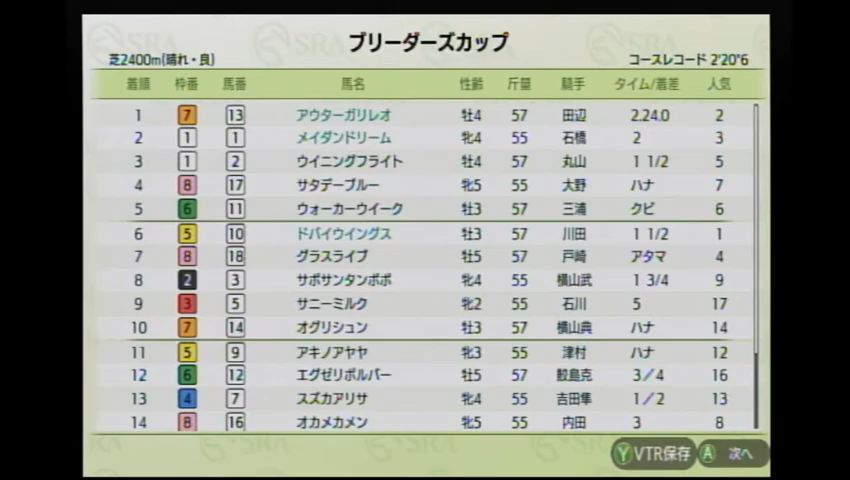 ブリーダーズカップ
芝2400m(晴れ・良) コースレコード 2'20"6
着順 枠番 馬番 馬名 性齢 斤量 騎手 タイム/着差 人気
1 7 13 アウターガリレオ 牡4 57 田辺 2.24.0 2
2 1 1 メイダンドリーム 牝4 55 石橋 2 3
3 1 2 ウイニングフライト 牡4 57 丸山 1 1/2 5
4 8 17 サタデーブルー 牝5 55 大野 ハナ 7
5 6 11 ウォーカーウイーク 牡3 57 三浦 クビ 6
6 5 10 ドバイウイングス 牡3 57 川田 1 1/2 1
7 8 18 グラスライブ 牡5 57 戸崎 アタマ 4
8 2 3 サボサンタンポポ 牝4 55 横山武 1 3/4 9
9 3 5 サニーミルク 牝2 55 石川 5 17
10 7 14 オグリシュン 牡3 57 横山典 ハナ 14
11 5 9 アキノアヤヤ 牝3 55 津村 ハナ 12
12 6 12 エグゼリボルバー 牡5 57 鮫島克 3/4 16
13 4 7 スズカアリサ 牝4 55 吉田隼 1/2 13
14 8 16 オカメカメン 牝5 55 内田 3 8
Y VTR保存 A 次へ